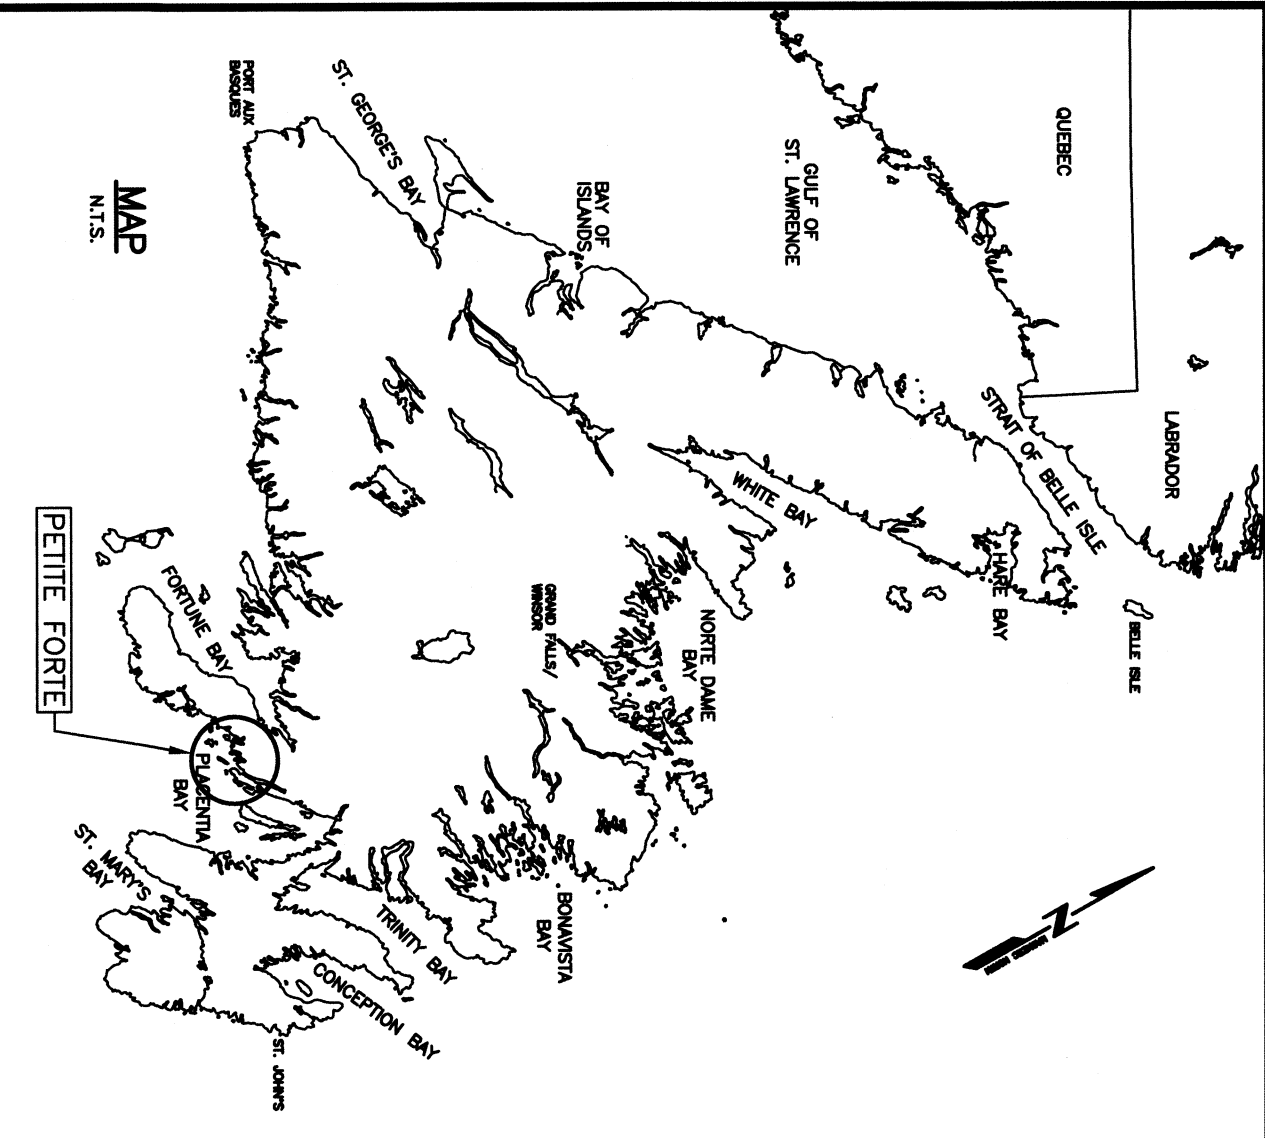 QUEBEC
LABRADOR
GULF OF
ST. LAWRENCE
STRAIT OF BELLE ISLE
BELLE ISLE
HARE BAY
WHITE BAY
BAY OF
ISLANDS
ST. GEORGE'S BAY
PORT AUX
BASQUES
NORTE DAME
BAY
GRAND FALLS/
WINSOR
BONAVISTA
BAY
TRINITY BAY
CONCEPTION BAY
ST. JOHN'S
ST. MARY'S
BAY
PLACENTIA
BAY
FORTUNE BAY
PETITE FORTE
MAP
N.T.S.
N